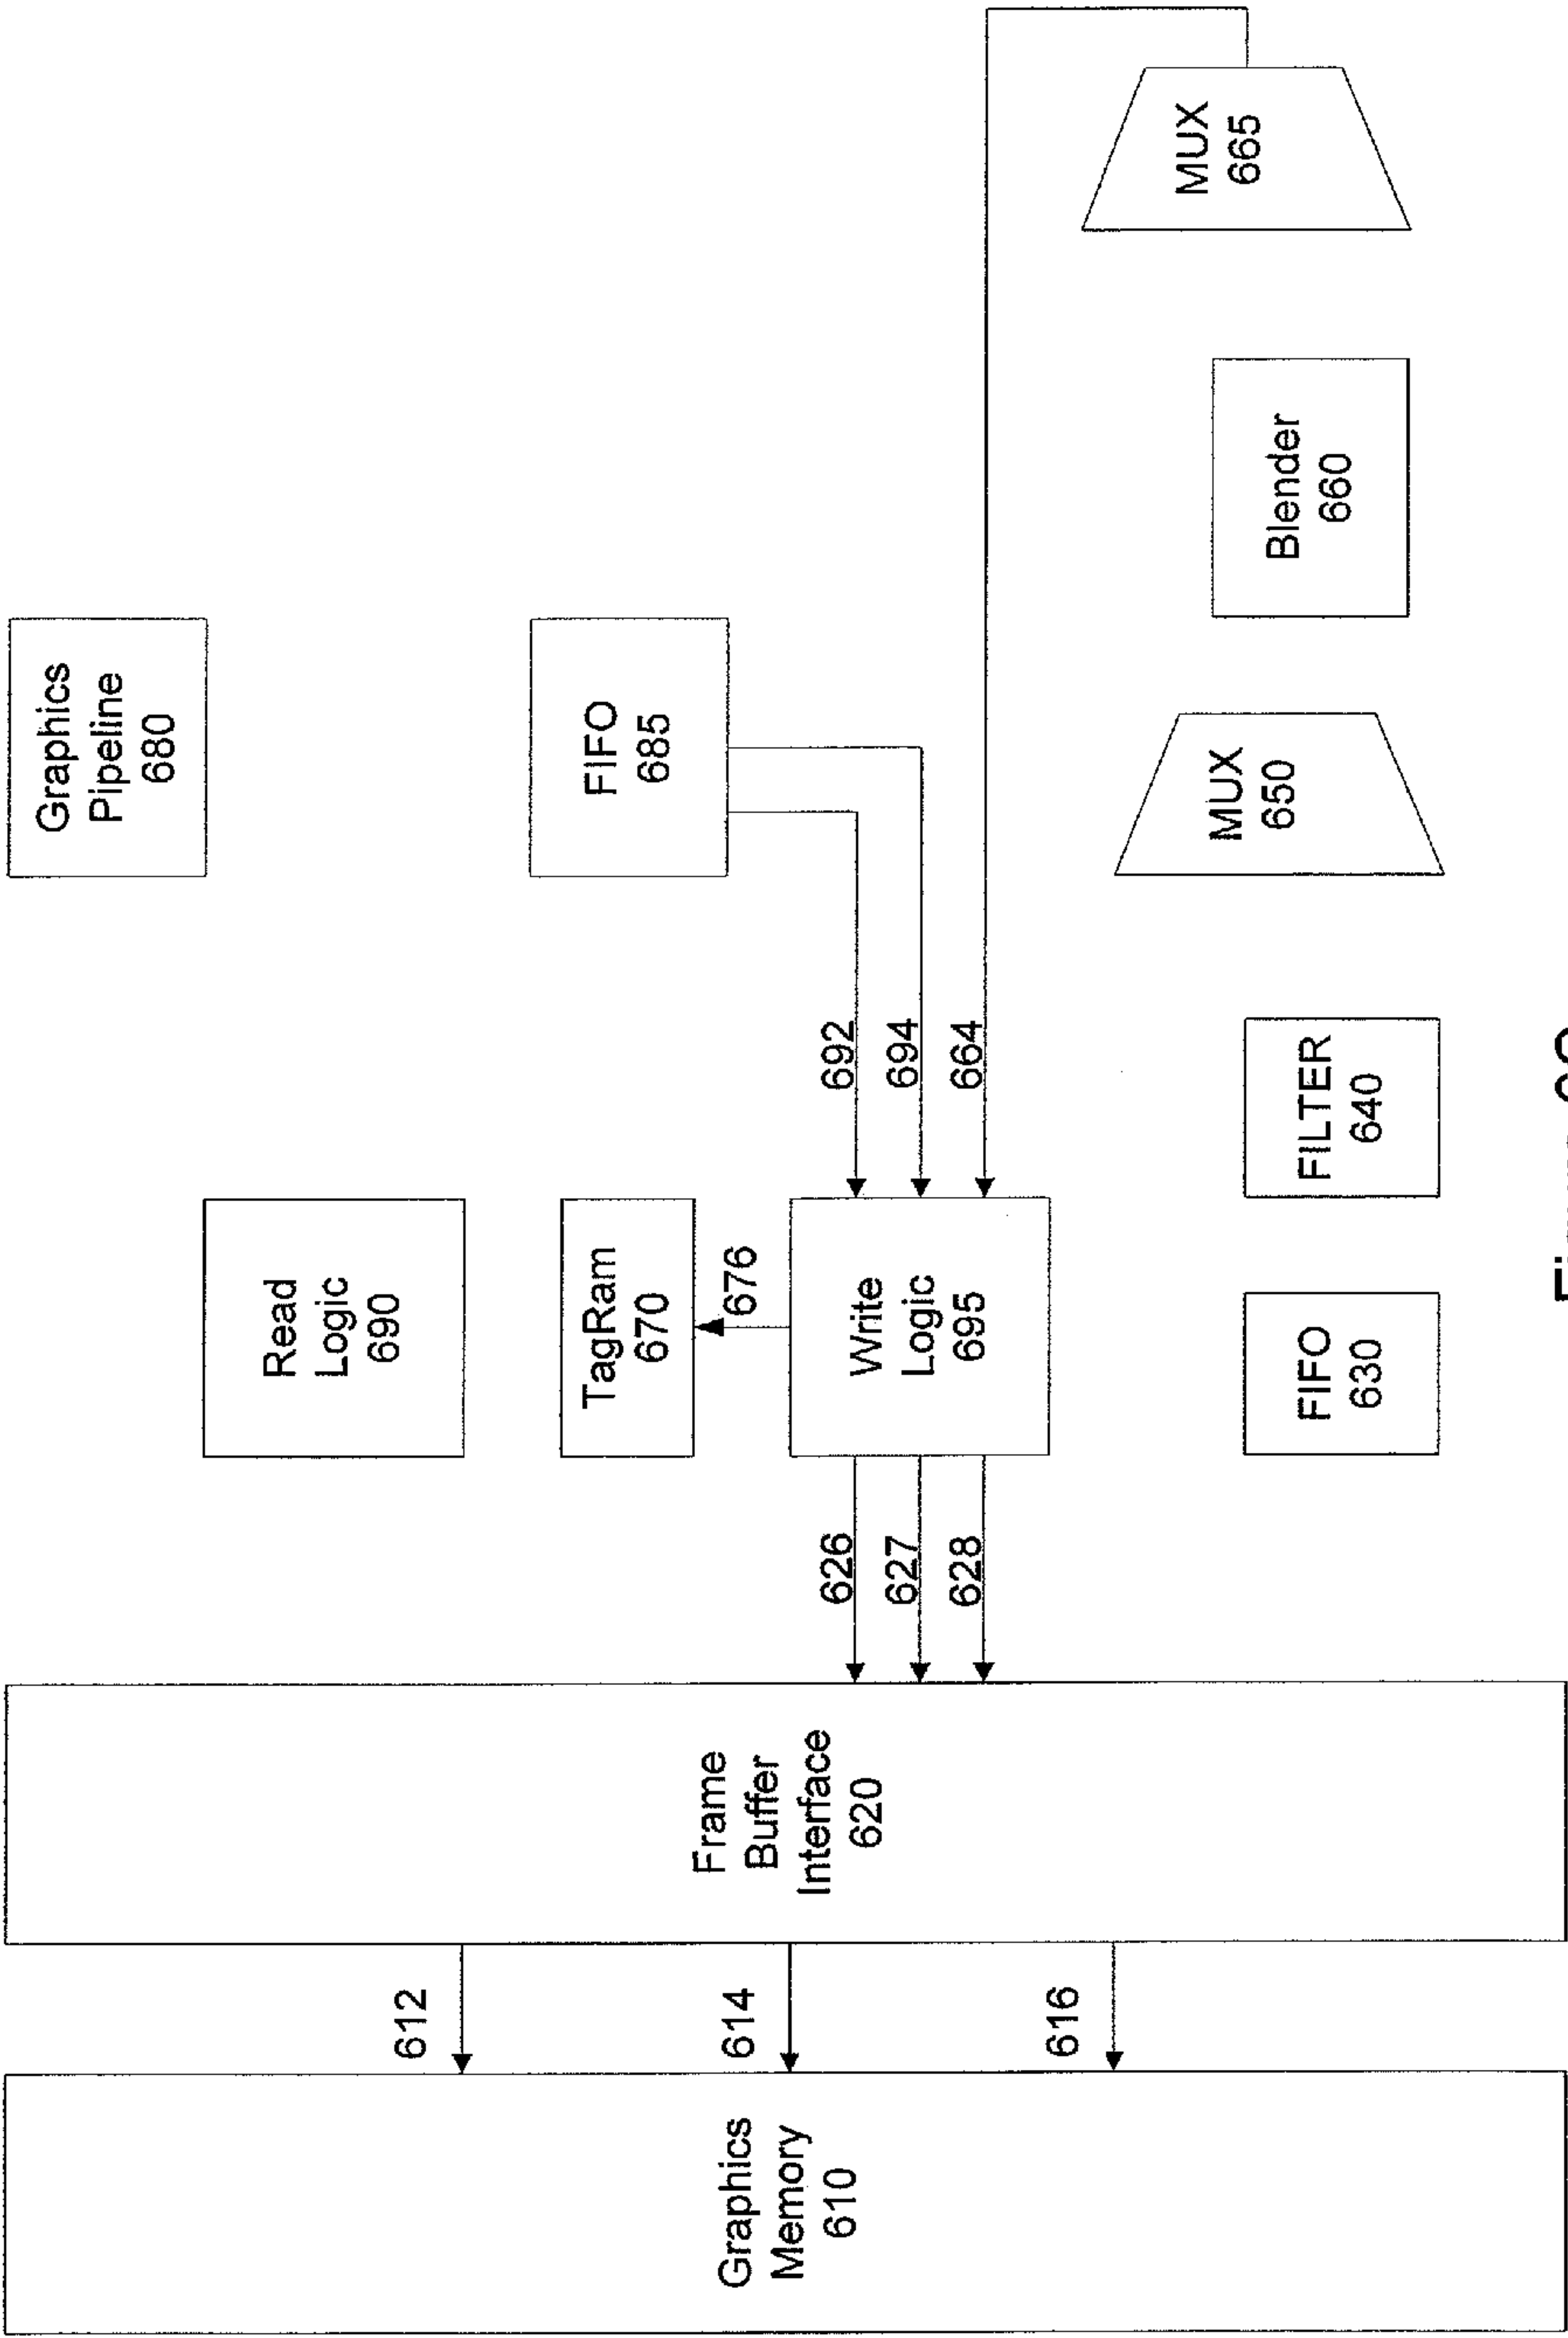 Graphics
Pipeline
680
Read
Logic
690
612
FIFO
685
TagRam
670
Graphics
Memory
610
Frame
Buffer
Interface
620
614
676
626
692
Write
Logic
695
627
694
628
664
616
MUX
665
MUX
650
Blender
660
FIFO
630
FILTER
640